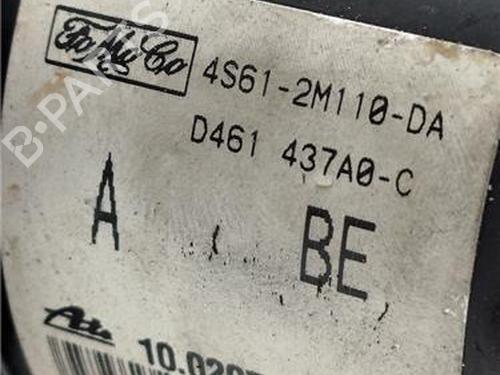 FoMoCo
4S61-2M110-DA
D461 437A0-C
A BE
Ate
B-PARTS